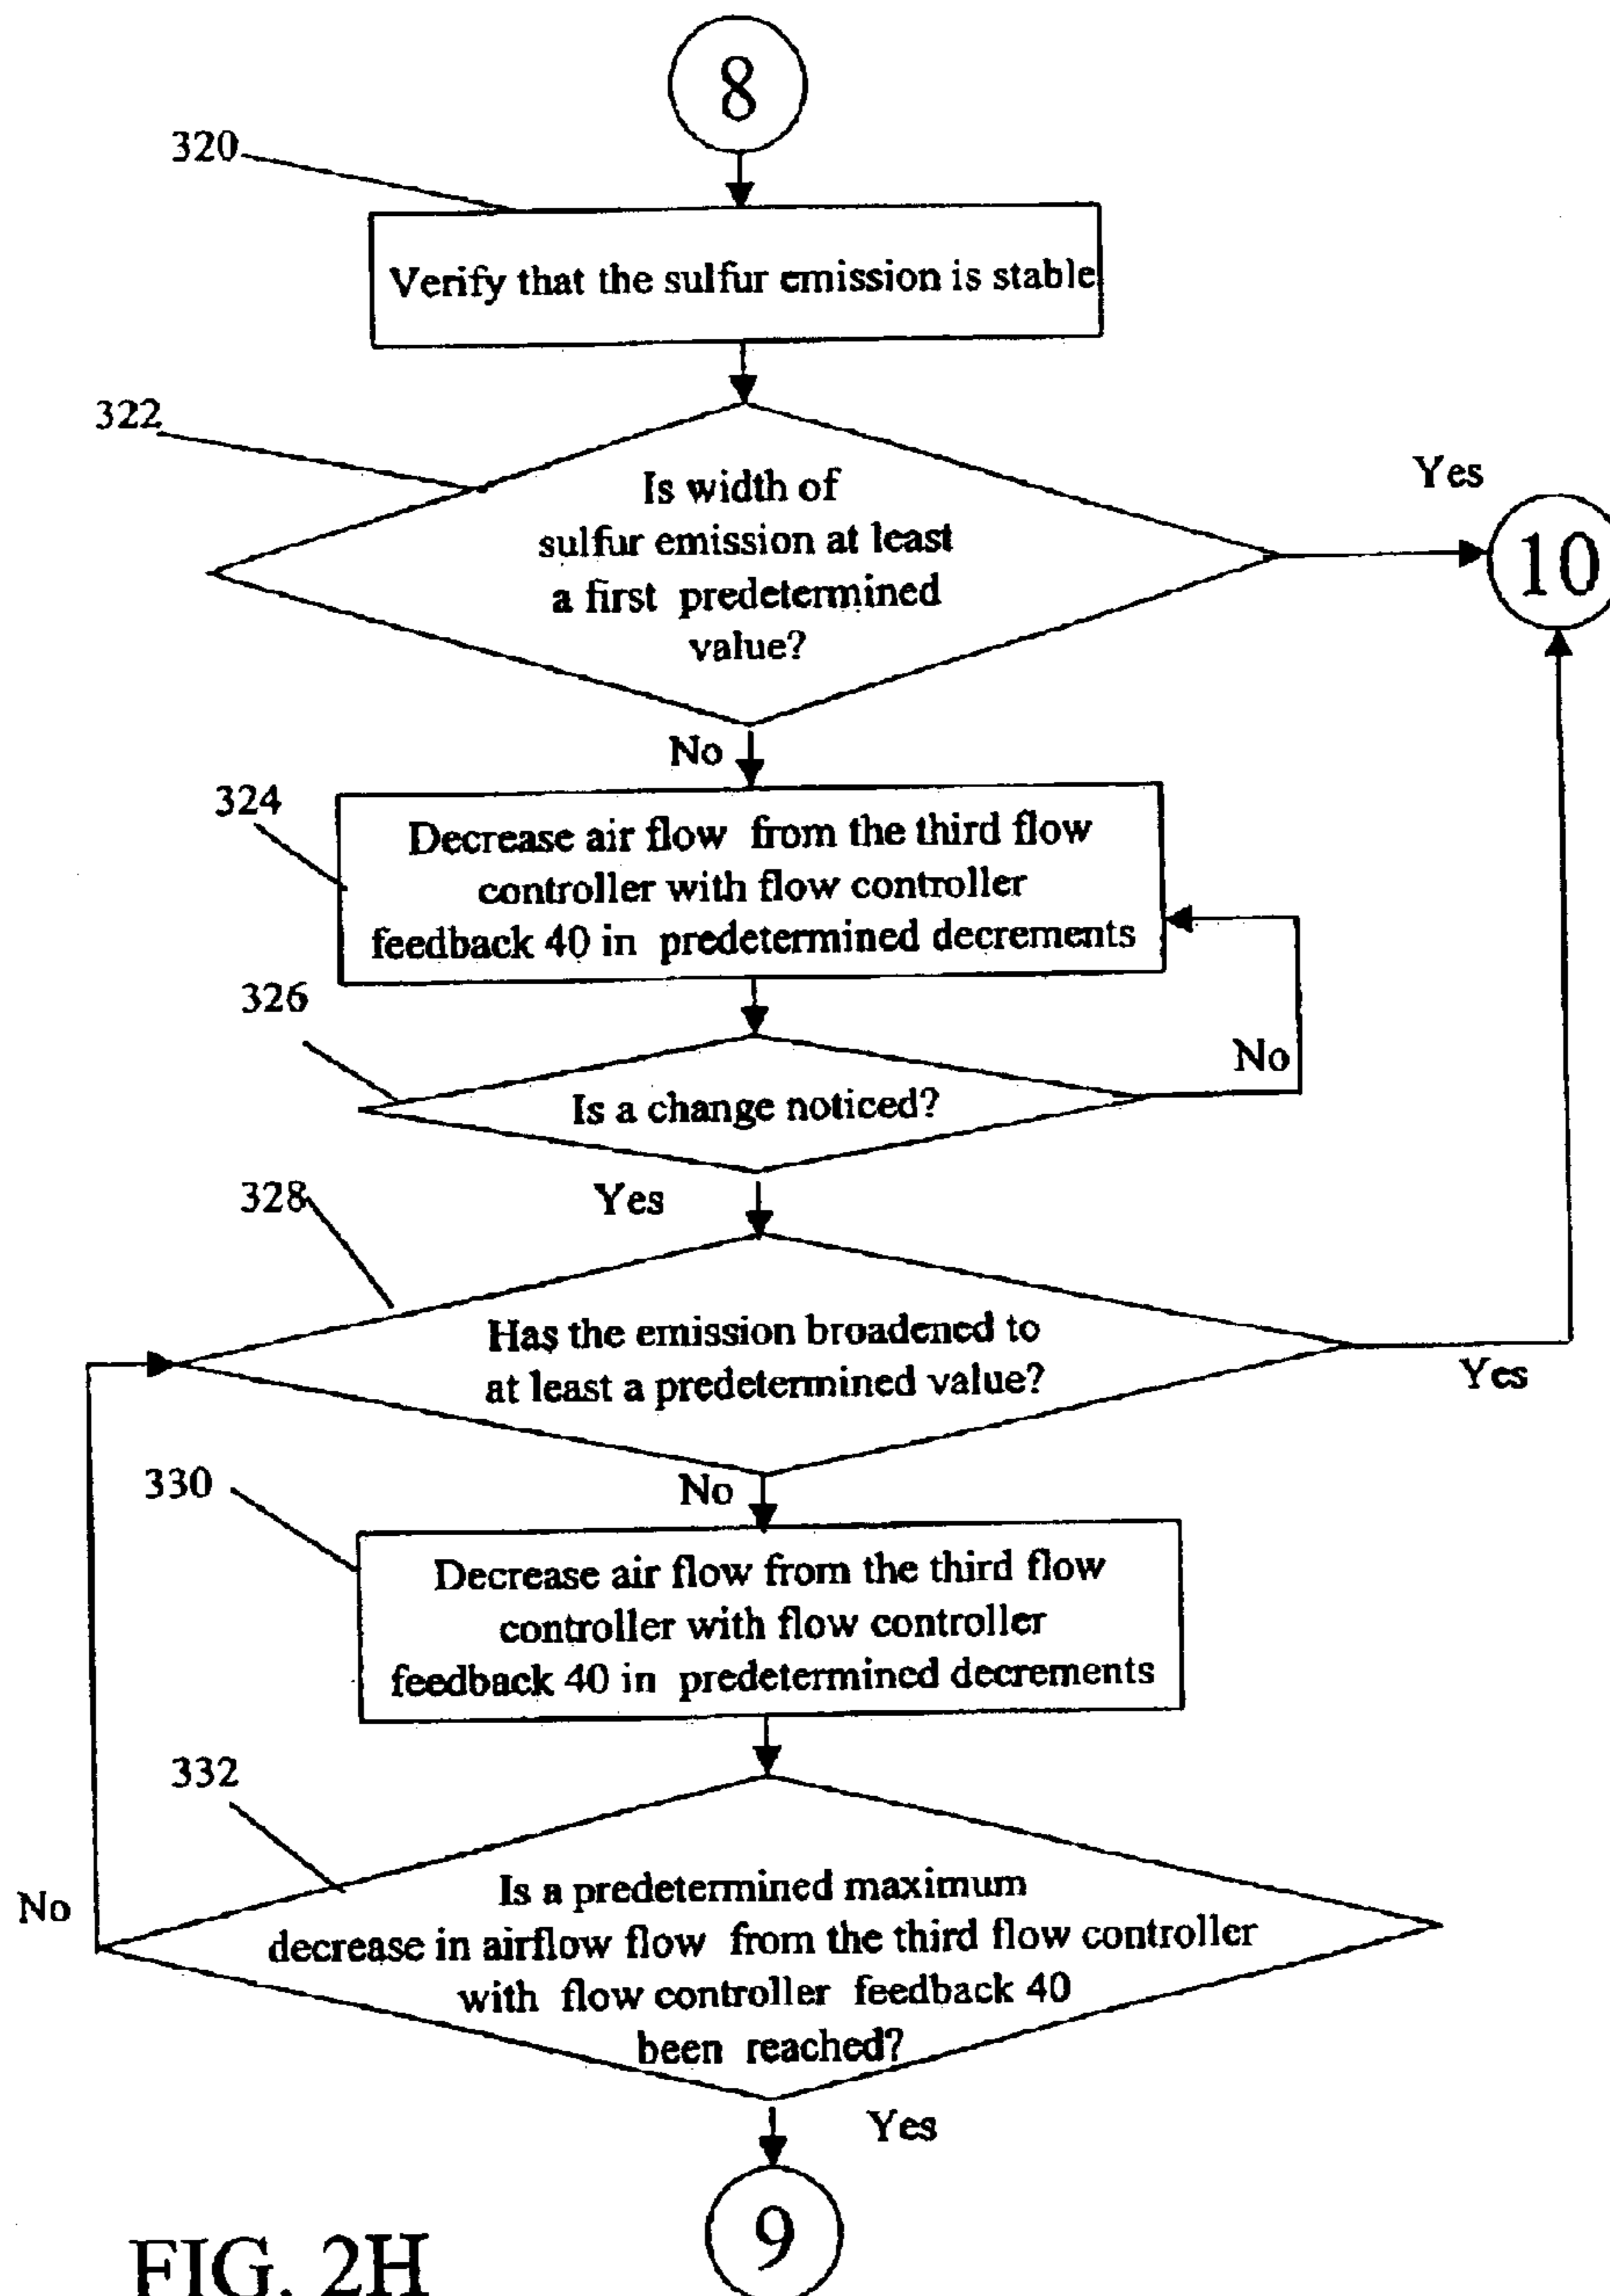 8
320
Verify that the sulfur emission is stable
322
Is width of
sulfur emission at least
a first predetermined
value?
Yes
10
No
324
Decrease air flow from the third flow
controller with flow controller
feedback 40 in predetermined decrements
326
Is a change noticed?
No
Yes
328
Has the emission broadened to
at least a predetermined value?
Yes
No
330
Decrease air flow from the third flow
controller with flow controller
feedback 40 in predetermined decrements
332
Is a predetermined maximum
decrease in airflow flow from the third flow controller
with flow controller feedback 40
been reached?
No
Yes
9
FIG. 2H